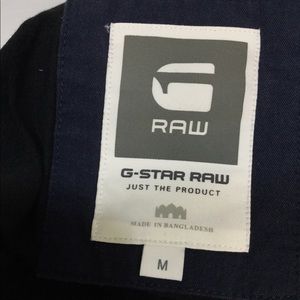 RAW
G-STAR RAW
JUST THE PRODUCT
MADE IN BANGLADESH
M